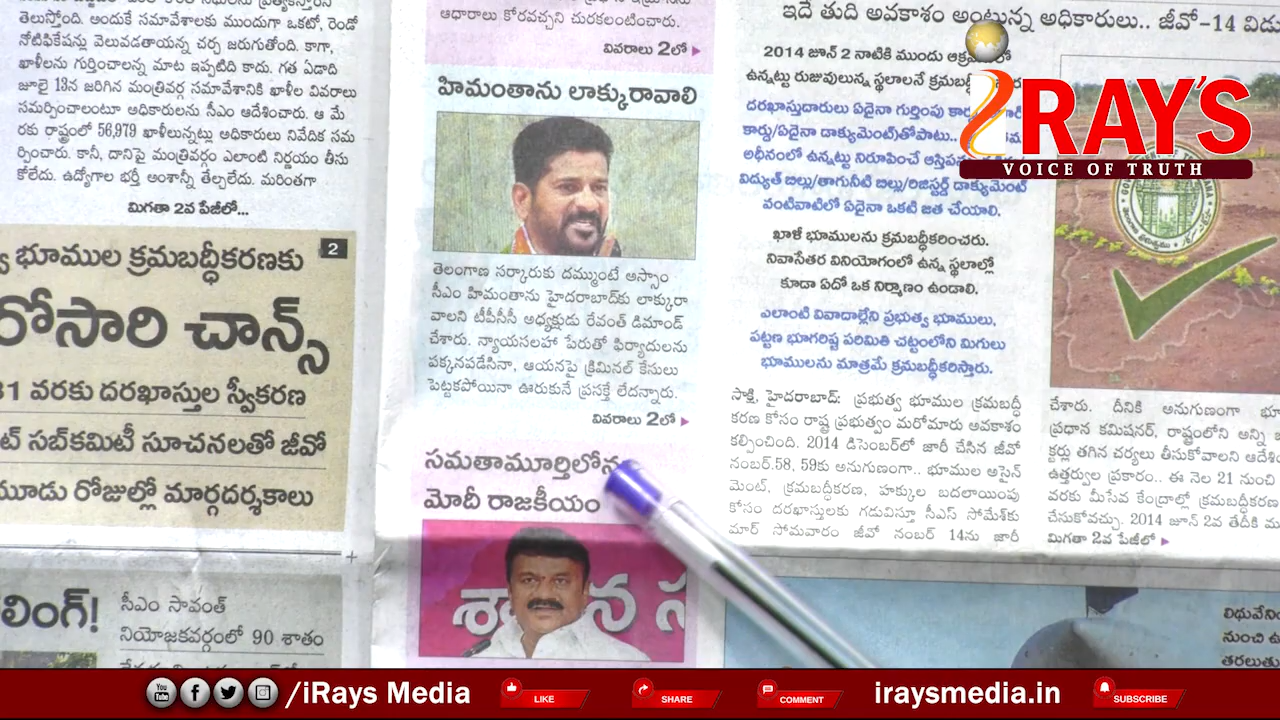 తెలుస్తోంది. అందుకే సమావేశాలకు ముందుగా ఒకటో, రెండో
నోటిఫికేషన్లు వెలువడతాయన్న చర్చ జరుగుతోంది. కాగా,
ఖాళీలను గుర్తించాలన్న మాట ఇప్పటిది కాదు. గత ఏడాది
జూలై 13న జరిగిన మంత్రివర్గ సమావేశానికి ఖాళీల వివరాలు
సమర్పించాలంటూ అధికారులను సీఎం ఆదేశించారు. ఆ మే
రకు రాష్ట్రంలో 56,979 ఖాళీలున్నట్లు అధికారులు నివేదిక సమ
ర్పించారు. కానీ, దానిపై మంత్రివర్గం ఎలాంటి నిర్ణయం తీసు
కోలేదు. ఉద్యోగాల భర్తీ అంశాన్నీ తేల్చలేదు. మరింతగా
మిగతా 2వ పేజీలో...
భూముల క్రమబద్ధీకరణకు
2
రోసారి చాన్స్
31 వరకు దరఖాస్తుల స్వీకరణ
సబ్‌కమిటీ సూచనలతో జీవో
మూడు రోజుల్లో మార్గదర్శకాలు
లింగ్!
సీఎం సావంత్
నియోజకవర్గంలో 90 శాతం
ఆధారాలు కోరవచ్చని చురకలంటించారు.
వివరాలు 2లో
హిమంతాను లాక్కురావాలి
తెలంగాణ సర్కారుకు దమ్ముంటే అస్సాం
సీఎం హిమంతాను హైదరాబాద్‌కు లాక్కురా
వాలని టీపీసీసీ అధ్యక్షుడు రేవంత్ డిమాండ్
చేశారు. న్యాయసలహా పేరుతో ఫిర్యాదులను
పక్కనపడేసినా, ఆయనపై క్రిమినల్ కేసులు
పెట్టకపోయినా ఊరుకునే ప్రసక్తే లేదన్నారు.
వివరాలు 2లో
సమతామూర్తిలోనూ
మోదీ రాజకీయం
ఇదే తుది అవకాశం అంటున్న అధికారులు.. జీవో-14 విడు
2014 జూన్ 2 నాటికి ముందు
ఉన్నట్టు రుజువులున్న స్థలాలనే
దరఖాస్తుదారులు ఏదైనా గుర్తింపు
కార్డు/ఏదైనా డాక్యుమెంట్)తోపాటు..
అధీనంలో ఉన్నట్టు నిరూపించే
విద్యుత్ బిల్లు/తాగునీటి బిల్లు/రిజిస్టర్డ్ డాక్యుమెంట్
వంటివాటిలో ఏదైనా ఒకటి జత చేయాలి.
ఖాళీ భూములను క్రమబద్ధీకరించరు.
నివాసేతర వినియోగంలో ఉన్న స్థలాల్లో
కూడా ఏదో ఒక నిర్మాణం ఉండాలి.
ఎలాంటి వివాదాల్లేని ప్రభుత్వ భూములు,
పట్టణ భూగరిష్ట పరిమితి చట్టంలోని మిగులు
భూములను మాత్రమే క్రమబద్ధీకరిస్తారు.
సాక్షి, హైదరాబాద్: ప్రభుత్వ భూముల క్రమబద్ధీ
కరణ కోసం రాష్ట్ర ప్రభుత్వం మరోమారు అవకాశం
కల్పించింది. 2014 డిసెంబర్‌లో జారీ చేసిన జీవో
నంబర్.58, 59కు అనుగుణంగా.. భూముల అసైన్
మెంట్, క్రమబద్ధీకరణ, హక్కుల బదలాయింపు
కోసం దరఖాస్తులకు గడువిస్తూ సీఎస్ సోమేశ్‌కు
మార్ సోమవారం జీవో నంబర్ 14ను జారీ
చేశారు. దీనికి అనుగుణంగా
ప్రధాన కమిషనర్, రాష్ట్రంలోని అన్ని
క్టర్లు తగిన చర్యలు తీసుకోవాలని
ఉత్తర్వుల ప్రకారం.. ఈ నెల 21 నుంచి
వరకు మీసేవ కేంద్రాల్లో క్రమబద్ధీకరణ
చేసుకోవచ్చు. 2014 జూన్ 2వ తేదీకి
మిగతా 2వ పేజీలో
నుంచి
iRAY'S
VOICE OF TRUTH
You Tube
/iRays Media
LIKE
SHARE
COMMENT
iraysmedia.in
SUBSCRIBE